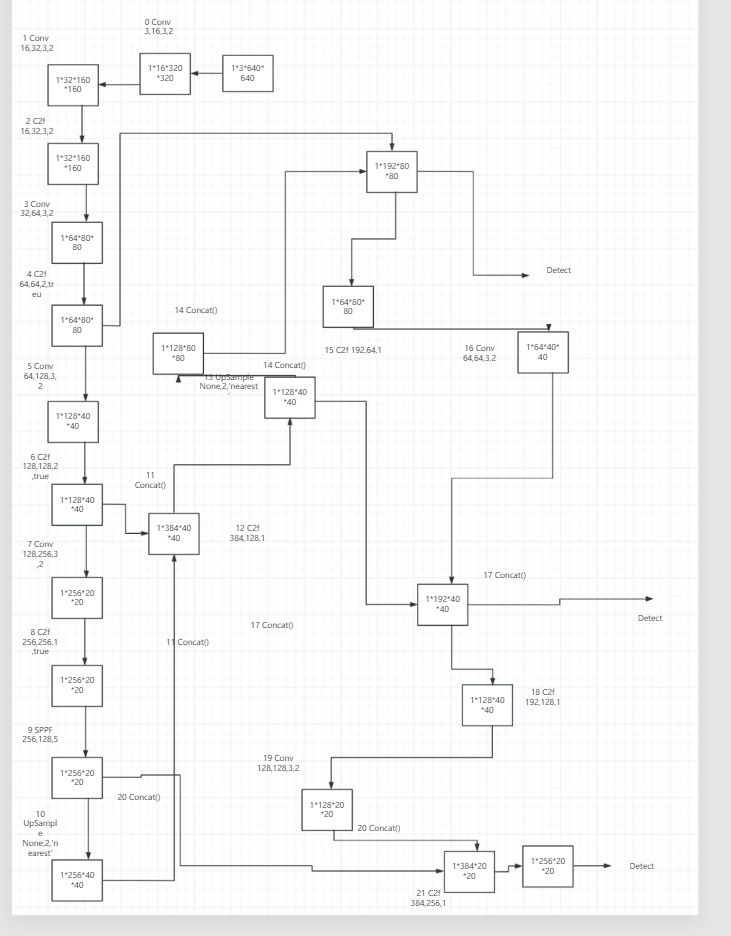 0 Conv
3,16,3,2
1 Conv
16,32,3,2
1*32*160
*160
1*16*320
*320
1*3*640*
640
2 C2f
16,32,3,2
1*32*160
*160
1*192*80
*80
3 Conv
32,64,3,2
1*64*80*
80
Detect
4 C2f
64,64,2,tr
eu
1*64*80*
80
1*64*80*
80
14 Concat()
15 C2f 192,64,1
16 Conv
64,64,3,2
1*64*40*
40
1*128*80
*80
14 Concat()
13 UpSample
None,2,'nearest
'
5 Conv
64,128,3,
2
1*128*40
*40
1*128*40
*40
6 C2f
128,128,2
,true
11
Concat()
1*128*40
*40
1*384*40
*40
12 C2f
384,128,1
7 Conv
128,256,3
,2
1*256*20
*20
17 Concat()
1*192*40
*40
Detect
17 Concat()
8 C2f
256,256,1
,true
11 Concat()
1*256*20
*20
1*128*40
*40
18 C2f
192,128,1
9 SPPF
256,128,5
1*256*20
*20
19 Conv
128,128,3,2
20 Concat()
1*128*20
*20
10
UpSampl
e
None,2,'n
earest'
20 Concat()
1*256*40
*40
1*384*20
*20
1*256*20
*20
Detect
21 C2f
384,256,1